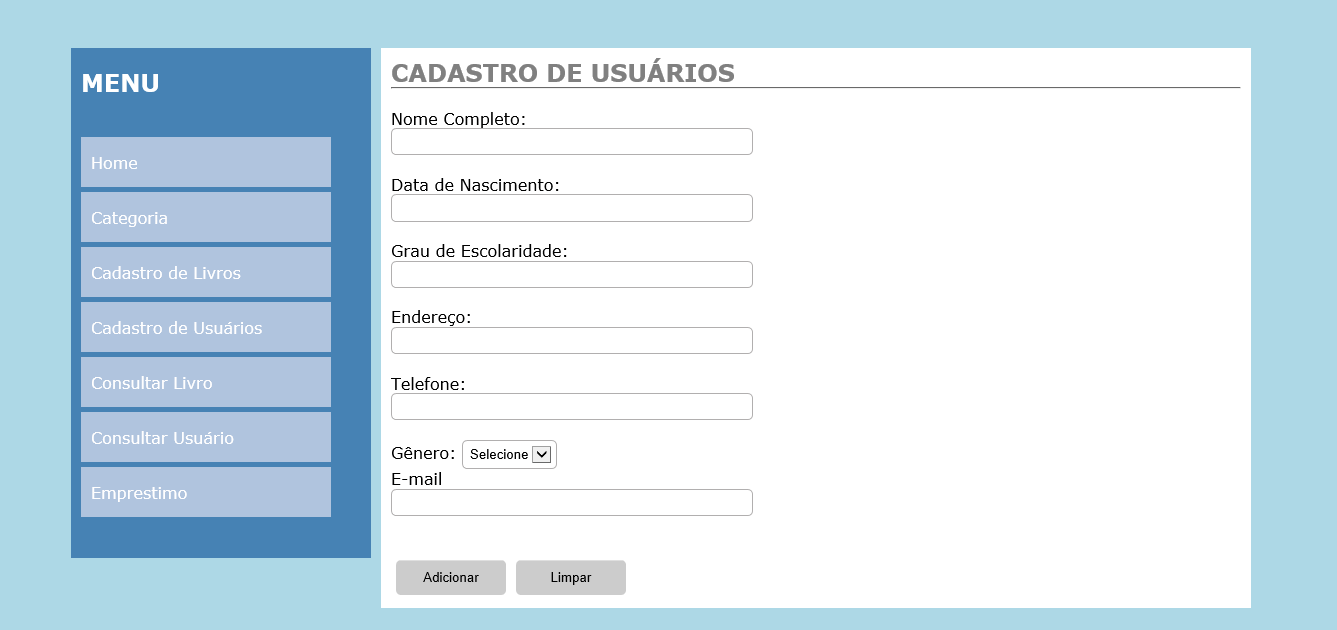 MENU
Home
Categoria
Cadastro de Livros
Cadastro de Usuários
Consultar Livro
Consultar Usuário
Emprestimo
CADASTRO DE USUÁRIOS
Nome Completo:
Data de Nascimento:
Grau de Escolaridade:
Endereço:
Telefone:
Gênero: Selecione
E-mail
Adicionar Limpar